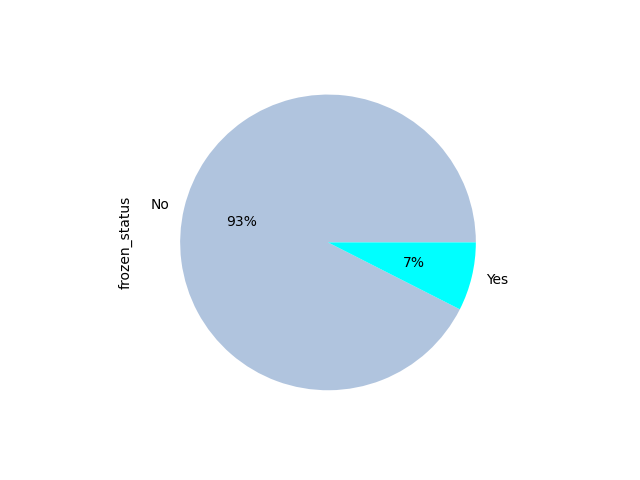 No
93%
frozen_status
7%
Yes